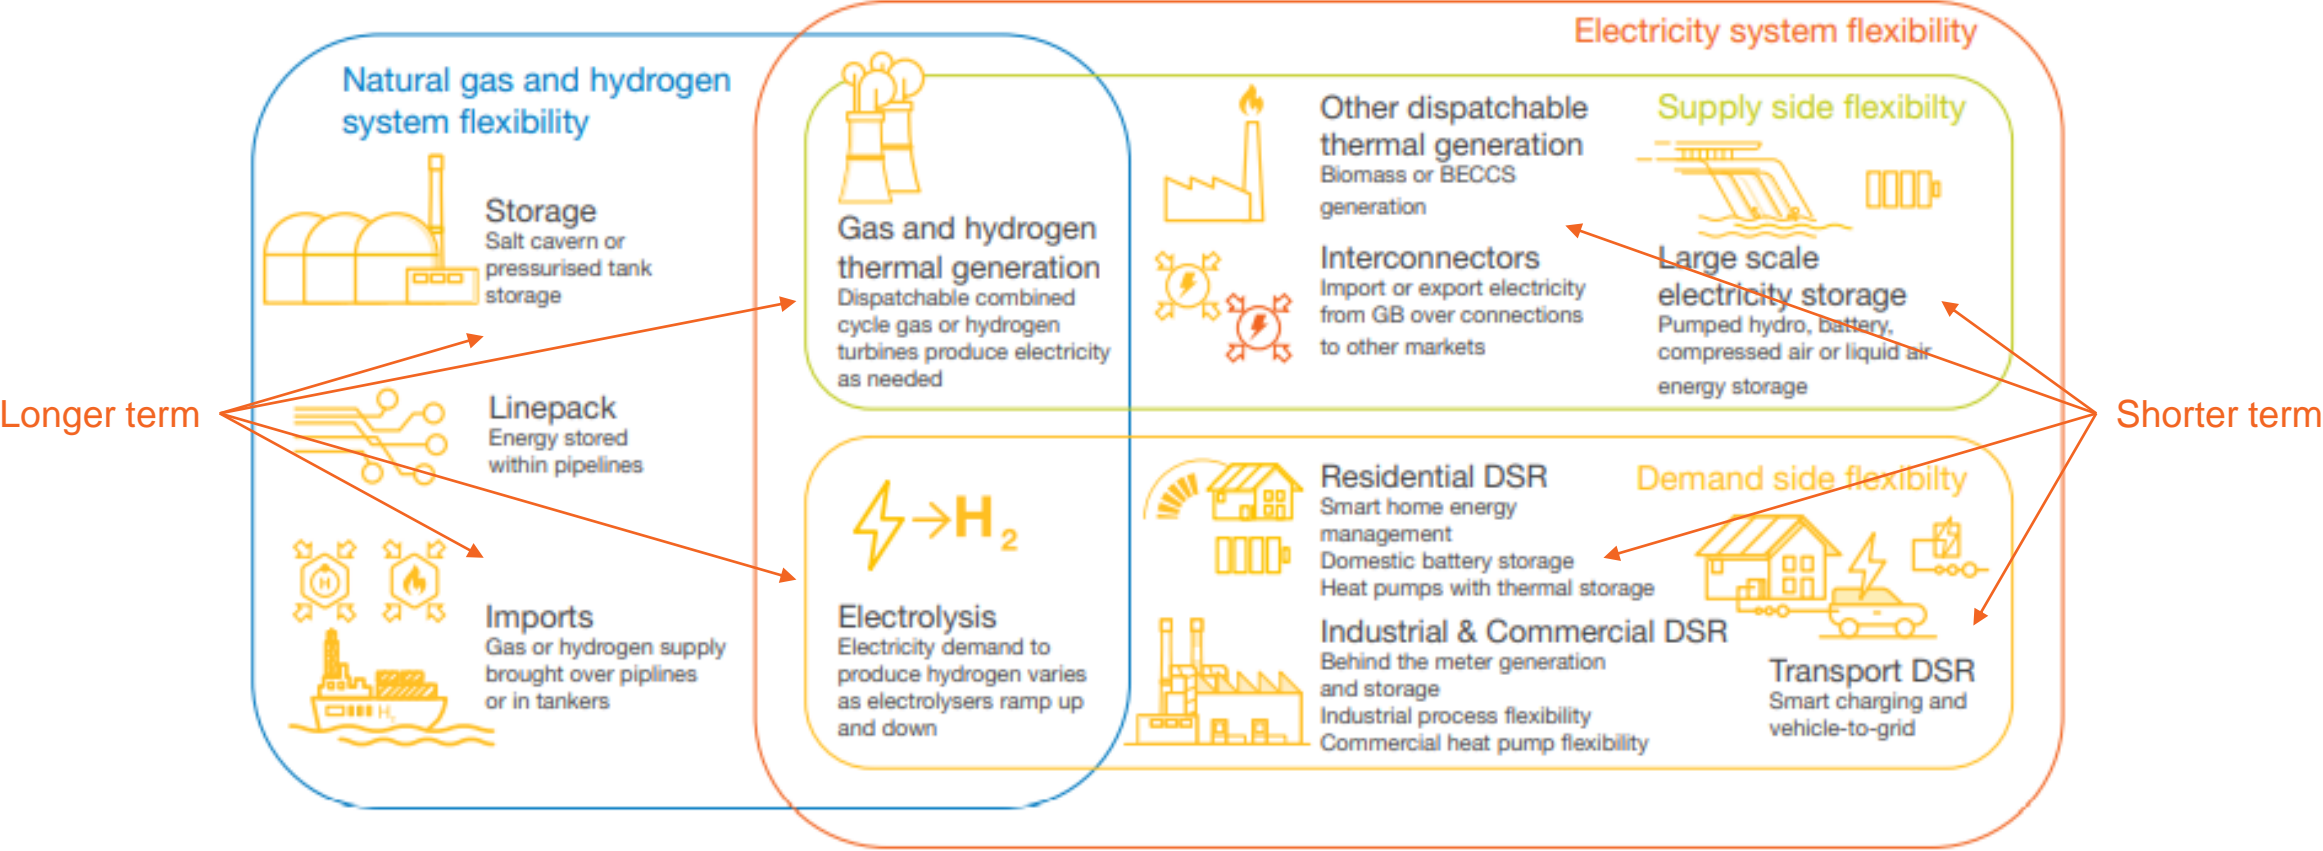 Electricity system flexibility
Natural gas and hydrogen
system flexibility
Storage
Salt cavern or
pressurised tank
storage
Linepack
Energy stored
within pipelines
H
H
Imports
Gas or hydrogen supply
brought over piplines
or in tankers
Longer term
Gas and hydrogen
thermal generation
Dispatchable combined
cycle gas or hydrogen
turbines produce electricity
as needed
H2
Electrolysis
Electricity demand to
produce hydrogen varies
as electrolysers ramp up
and down
Supply side flexibilty
Other dispatchable
thermal generation
Biomass or BECCS
generation
Interconnectors
Import or export electricity
from GB over connections
to other markets
Large scale
electricity storage
Pumped hydro, battery,
compressed air or liquid air
energy storage
Demand side flexibilty
Residential DSR
Smart home energy
management
Domestic battery storage
Heat pumps with thermal storage
Industrial & Commercial DSR
Behind the meter generation
and storage
Industrial process flexibility
Commercial heat pump flexibility
Transport DSR
Smart charging and
vehicle-to-grid
Shorter term